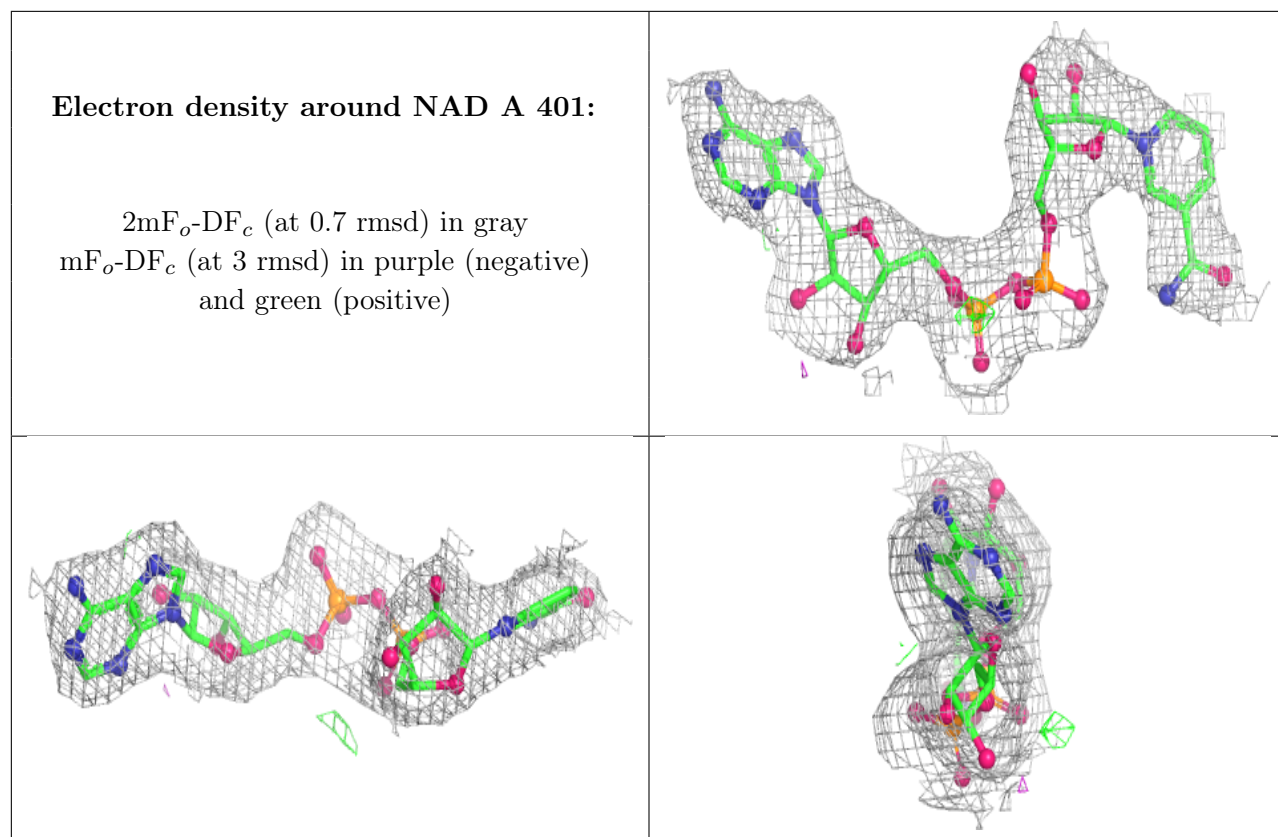 Electron density around NAD A 401:
2mFₒ-DF𝒸 (at 0.7 rmsd) in gray
mFₒ-DF𝒸 (at 3 rmsd) in purple (negative)
and green (positive)